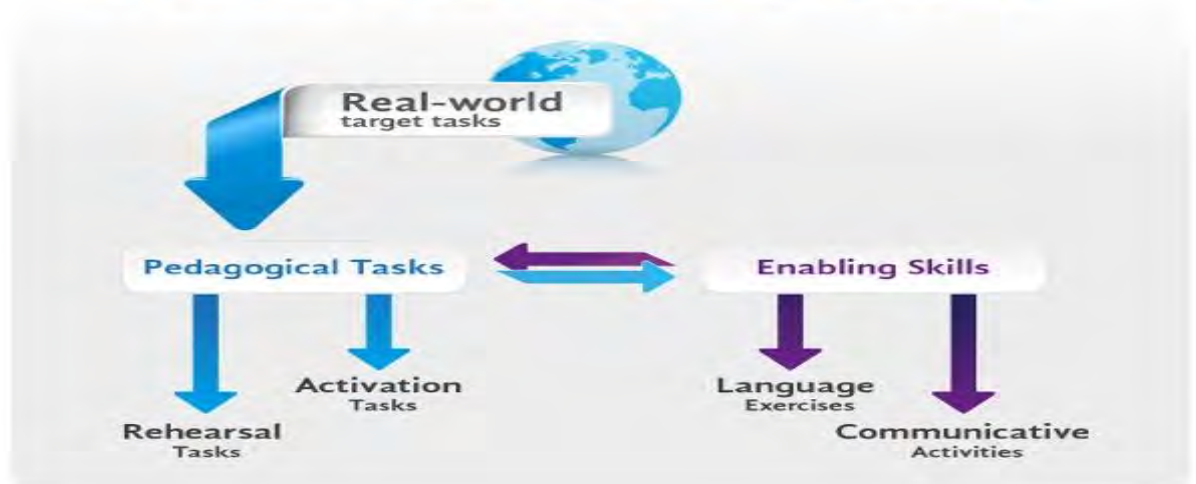 Real-world
target tasks
Pedagogical Tasks
Enabling Skills
Activation
Tasks
Rehearsal
Tasks
Language
Exercises
Communicative
Activities